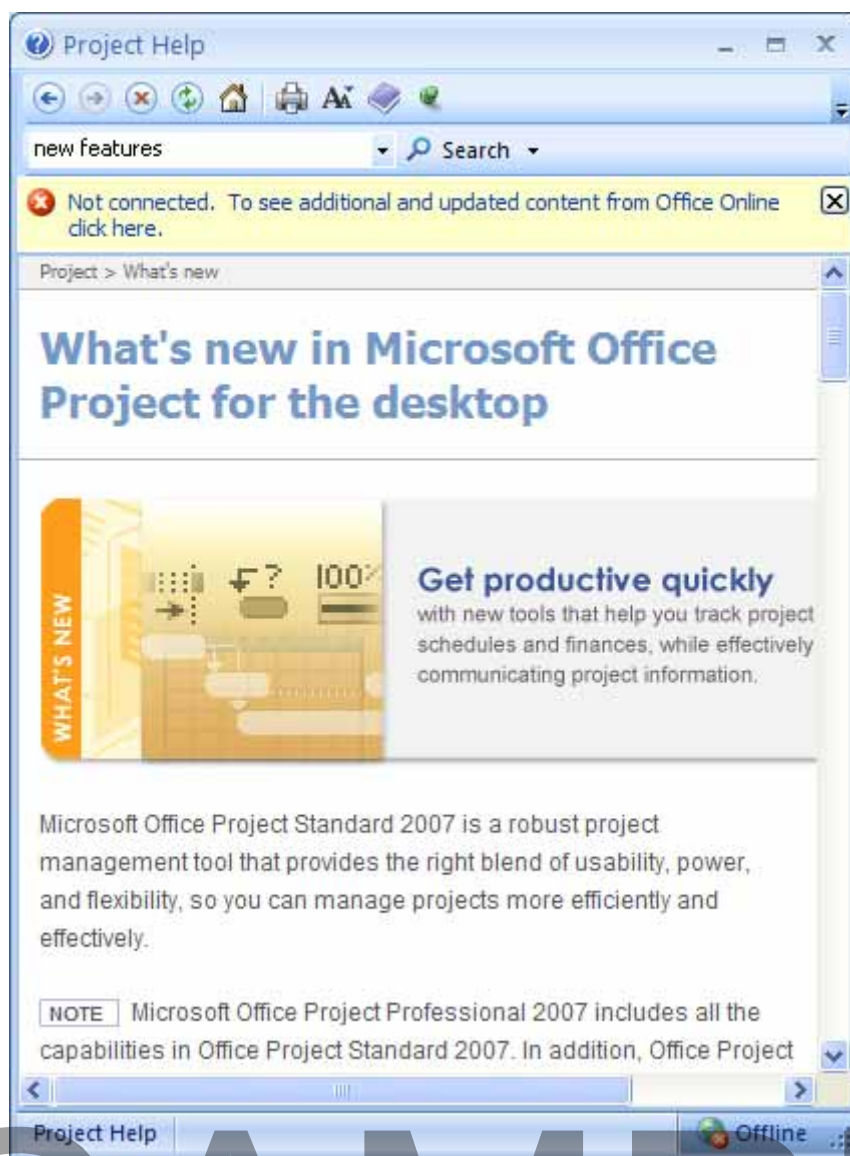 Project Help
new features
Search
Not connected. To see additional and updated content from Office Online
click here.
Project > What's new
What's new in Microsoft Office
Project for the desktop
WHAT'S NEW
100%
Get productive quickly
with new tools that help you track project
schedules and finances, while effectively
communicating project information.
Microsoft Office Project Standard 2007 is a robust project
management tool that provides the right blend of usability, power,
and flexibility, so you can manage projects more efficiently and
effectively.
NOTE Microsoft Office Project Professional 2007 includes all the
capabilities in Office Project Standard 2007. In addition, Office Project
Project Help
Offline